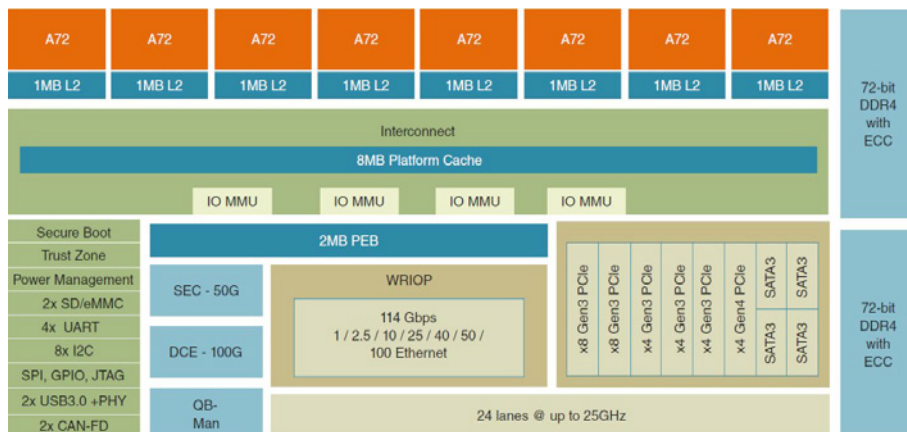 A72 A72 A72 A72 A72 A72 A72 A72
1MB L2 1MB L2 1MB L2 1MB L2 1MB L2 1MB L2 1MB L2 1MB L2
72-bit
DDR4
with
ECC
Interconnect
8MB Platform Cache
IO MMU IO MMU IO MMU IO MMU
Secure Boot
Trust Zone
Power Management
2x SD/eMMC
4x UART
8x I2C
SPI, GPIO, JTAG
2x USB3.0 +PHY
2x CAN-FD
2MB PEB
SEC - 50G
DCE - 100G
QB-
Man
WRIOP
114 Gbps
1 / 2.5 / 10 / 25 / 40 / 50 /
100 Ethernet
x8 Gen3 PCIe
x8 Gen3 PCIe
x4 Gen3 PCIe
x4 Gen3 PCIe
x4 Gen3 PCIe
x4 Gen4 PCIe
SATA3
SATA3
SATA3
SATA3
24 lanes @ up to 25GHz
72-bit
DDR4
with
ECC